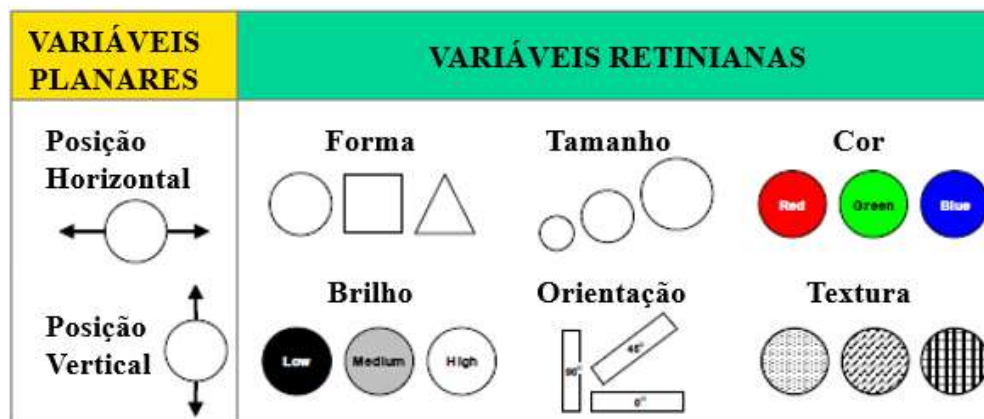 VARIÁVEIS
PLANARES
VARIÁVEIS RETINIANAS
Posição
Horizontal
Forma
Tamanho
Cor
Red
Green
Blue
Posição
Vertical
Brilho
Orientação
Textura
Low
Medium
High
90°
45°
0°